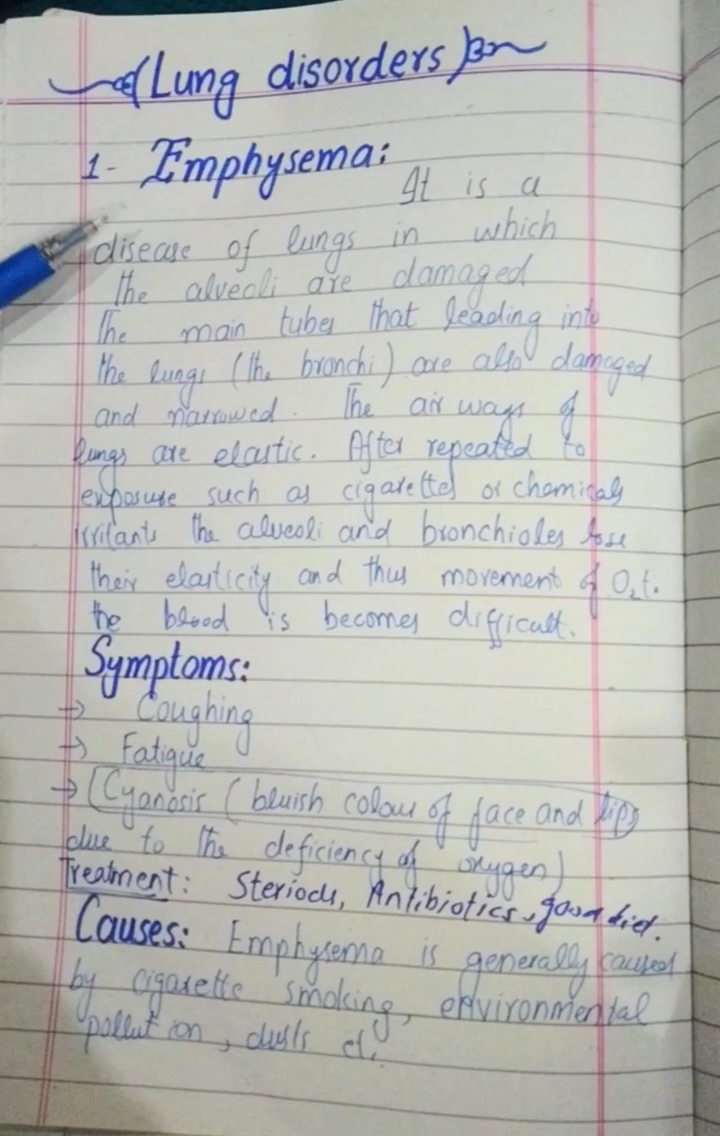 (Lung disorders)
1- Emphysema:
It is a
disease of lungs in which
the alveoli are damaged
the main tubes that leading into
the lungs (the bronchi) are also damaged
and narrowed. The air ways of
lungs are elastic. After repeated to
exposure such as cigarettes or chemicals
irritants the alveoli and bronchioles lose
their elasticity and thus movement of O₂ t.
the blood is becomes difficult.
Symptoms:
→ Coughing
→ Fatigue
→ Cyanosis (bluish colour of face and lips
due to the deficiency of oxygen)
Treatment: Steriods, Antibiotics, good diet.
Causes: Emphysema is generally caused
by cigarette smoking, environmental
pollution, dusts et.